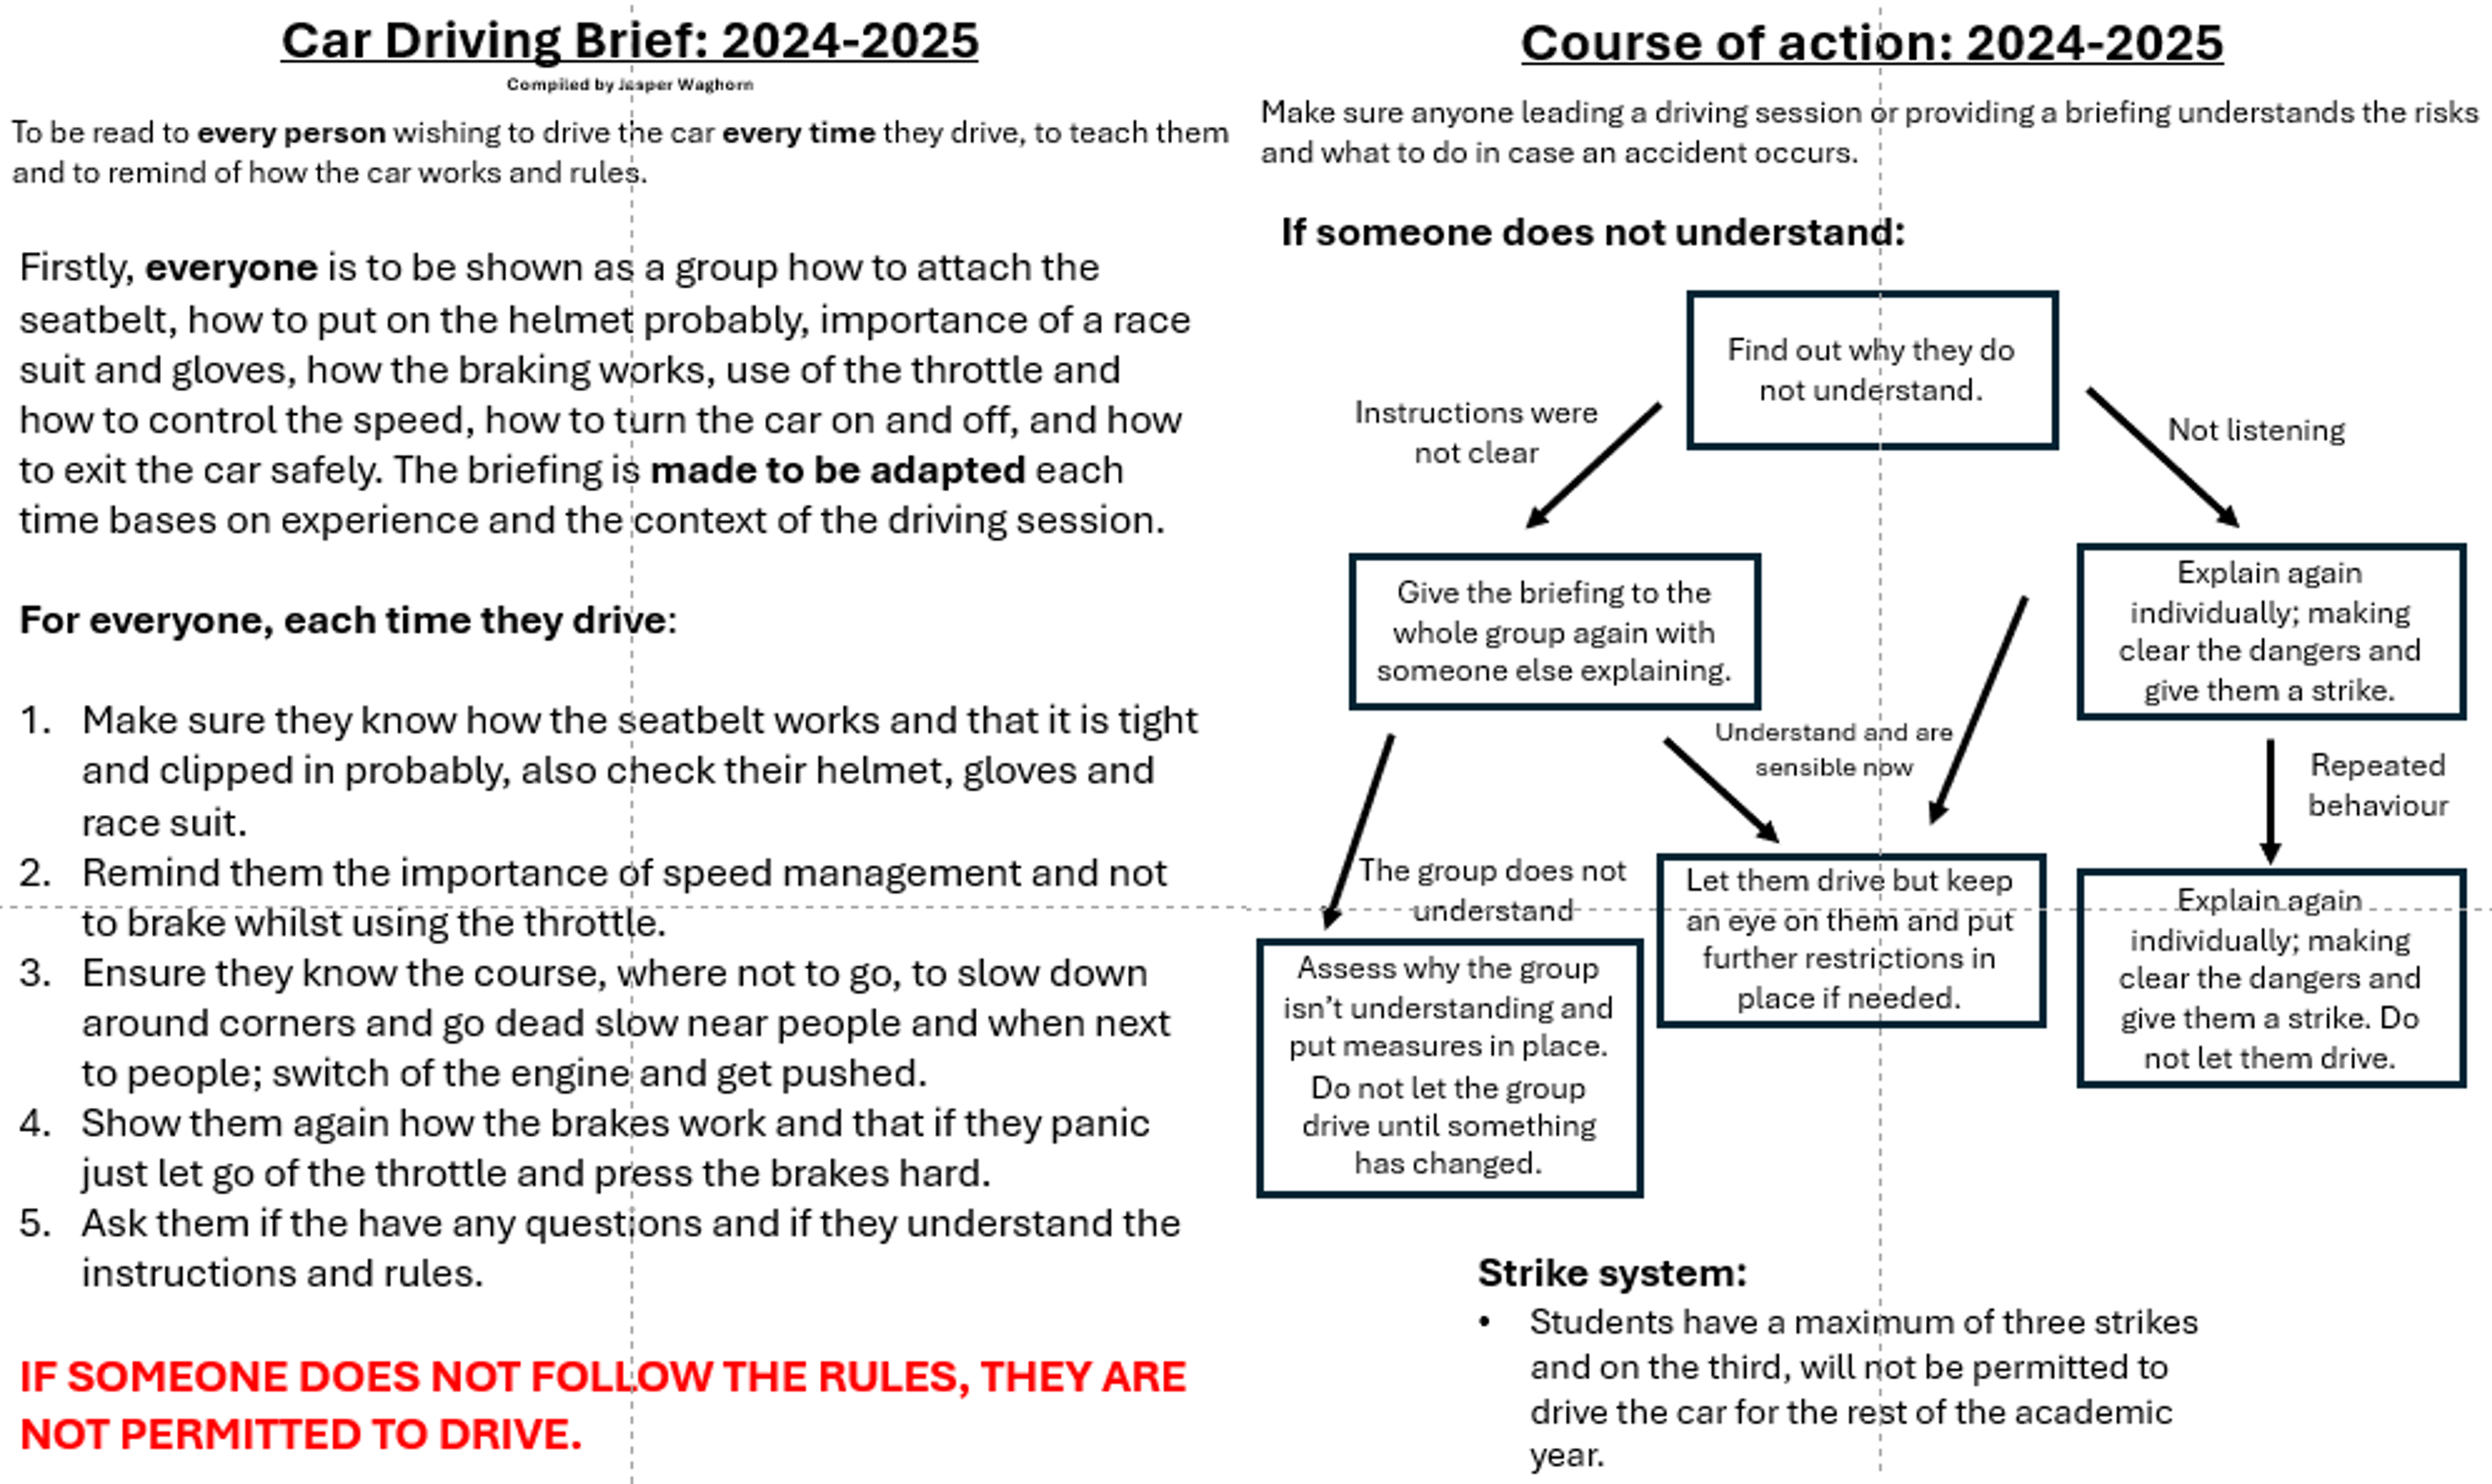 Car Driving Brief: 2024-2025
Compiled by Jasper Waghorn
To be read to every person wishing to drive the car every time they drive, to teach them
and to remind of how the car works and rules.
Firstly, everyone is to be shown as a group how to attach the
seatbelt, how to put on the helmet probably, importance of a race
suit and gloves, how the braking works, use of the throttle and
how to control the speed, how to turn the car on and off, and how
to exit the car safely. The briefing is made to be adapted each
time bases on experience and the context of the driving session.
For everyone, each time they drive:
1. Make sure they know how the seatbelt works and that it is tight
and clipped in probably, also check their helmet, gloves and
race suit.
2. Remind them the importance of speed management and not
to brake whilst using the throttle.
3. Ensure they know the course, where not to go, to slow down
around corners and go dead slow near people and when next
to people; switch of the engine and get pushed.
4. Show them again how the brakes work and that if they panic
just let go of the throttle and press the brakes hard.
5. Ask them if the have any questions and if they understand the
instructions and rules.
IF SOMEONE DOES NOT FOLLOW THE RULES, THEY ARE
NOT PERMITTED TO DRIVE.
Course of action: 2024-2025
Make sure anyone leading a driving session or providing a briefing understands the risks
and what to do in case an accident occurs.
If someone does not understand:
Find out why they do
not understand.
Instructions were
not clear
Not listening
Give the briefing to the
whole group again with
someone else explaining.
Explain again
individually; making
clear the dangers and
give them a strike.
Understand and are
sensible now
Repeated
behaviour
The group does not
understand
Let them drive but keep
an eye on them and put
further restrictions in
place if needed.
Explain again
individually; making
clear the dangers and
give them a strike. Do
not let them drive.
Assess why the group
isn't understanding and
put measures in place.
Do not let the group
drive until something
has changed.
Strike system:
• Students have a maximum of three strikes
and on the third, will not be permitted to
drive the car for the rest of the academic
year.